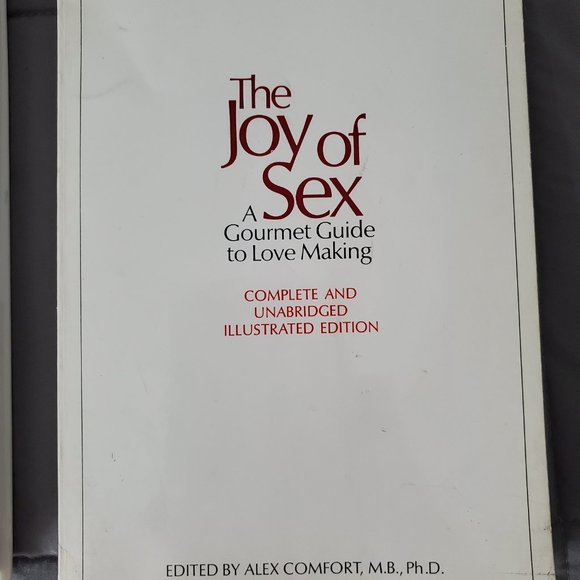 The
Joy of
Sex
A
Gourmet Guide
to Love Making
COMPLETE AND
UNABRIDGED
ILLUSTRATED EDITION
EDITED BY ALEX COMFORT, M.B., Ph.D.